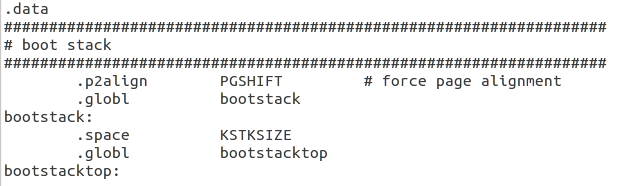 .data
###################################################################
# boot stack
###################################################################
.p2align PGSHIFT # force page alignment
.globl bootstack
bootstack:
.space KSTKSIZE
.globl bootstacktop
bootstacktop: